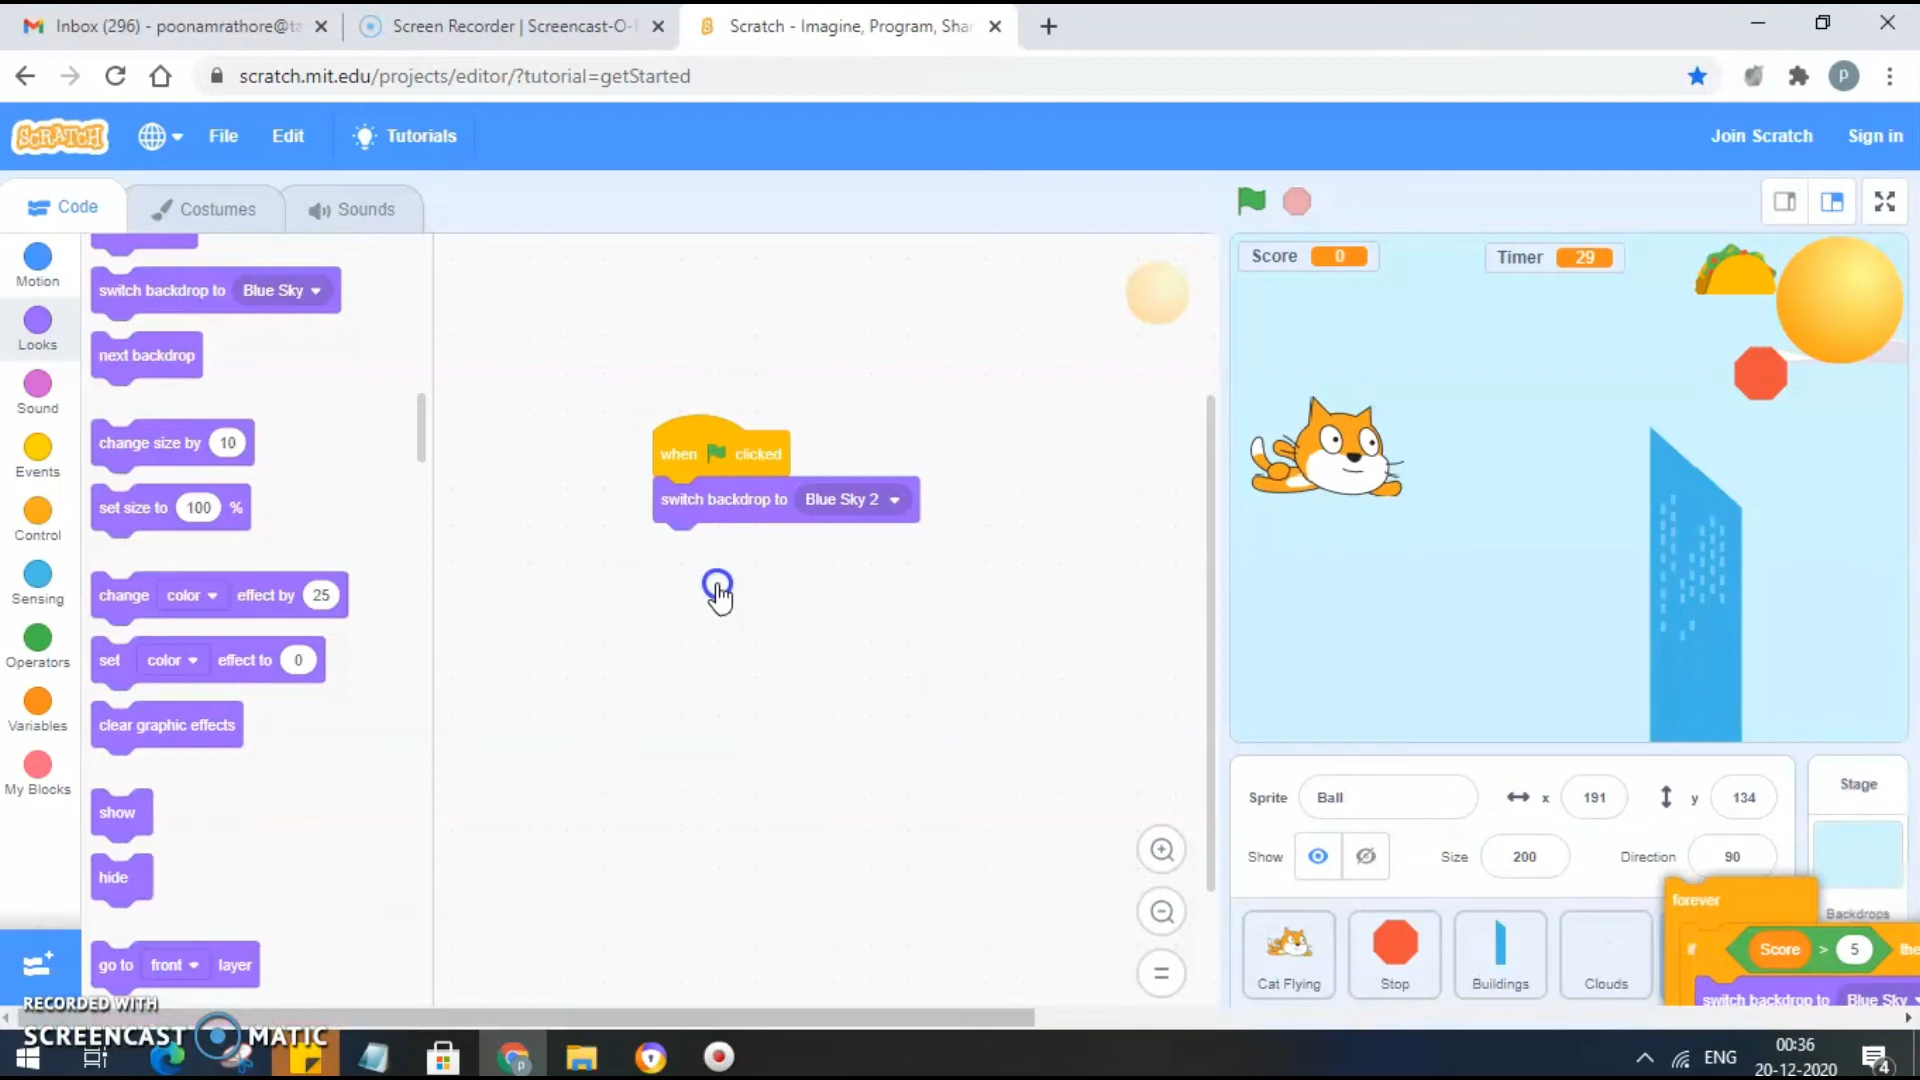 Inbox (296) - poonamrathore@ta
Screen Recorder | Screencast-O-
Scratch - Imagine, Program, Shar
scratch.mit.edu/projects/editor/?tutorial=getStarted
P
SCRATCH
File
Edit
Tutorials
Join Scratch
Sign in
Code
Costumes
Sounds
Motion
Looks
Sound
Events
Control
Sensing
Operators
Variables
My Blocks
switch backdrop to Blue Sky
next backdrop
change size by 10
set size to 100 %
change color effect by 25
set color effect to 0
clear graphic effects
show
hide
go to front layer
when clicked
switch backdrop to Blue Sky 2
Score 0
Timer 29
Sprite Ball x 191 y 134
Show Size 200 Direction 90
Stage
Backdrops
Cat Flying
Stop
Buildings
Clouds
forever
if Score > 5 the
switch backdrop to Blue Sky
RECORDED WITH
SCREENCAST MATIC
ENG
00:36
20-12-2020
4